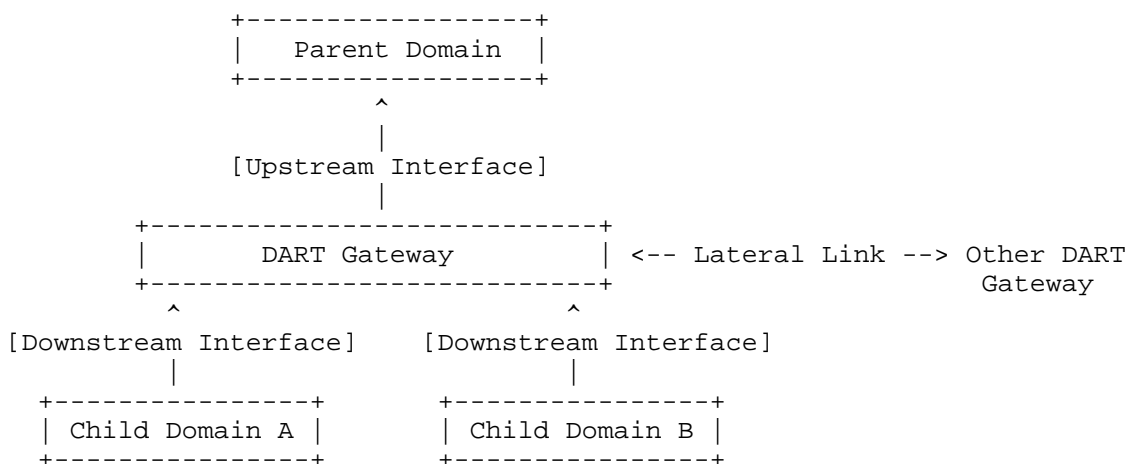 Parent Domain
[Upstream Interface]
DART Gateway <-- Lateral Link --> Other DART
Gateway
[Downstream Interface] [Downstream Interface]
Child Domain A Child Domain B